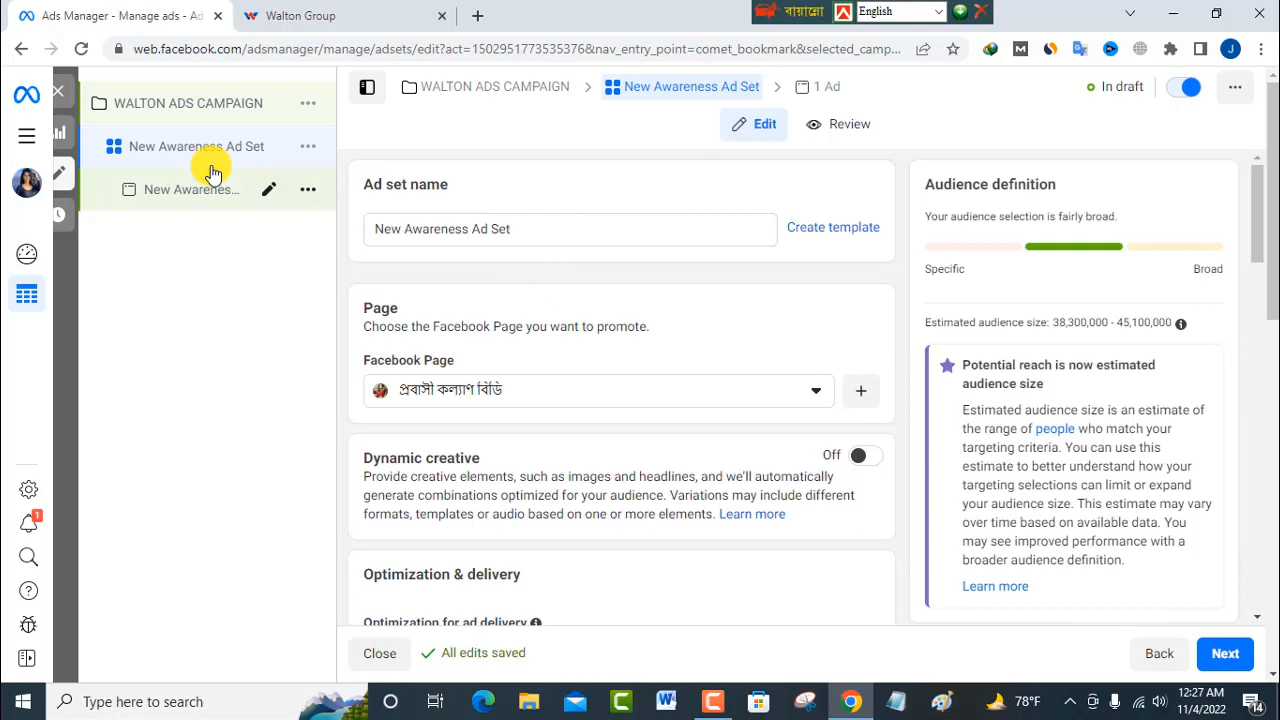 Ads Manager - Manage ads - A
Walton Group
বায়ান্নো
English
web.facebook.com/adsmanager/manage/adsets/edit?act=1502951773535376&nav_entry_point=comet_bookmark&selected_camp...
J
WALTON ADS CAMPAIGN
New Awareness Ad Set
New Awarenes...
WALTON ADS CAMPAIGN
New Awareness Ad Set
1 Ad
In draft
Edit
Review
Ad set name
New Awareness Ad Set
Create template
Page
Choose the Facebook Page you want to promote.
Facebook Page
প্রবাসী কল্যাণ বিডি
Dynamic creative
Off
Provide creative elements, such as images and headlines, and we'll automatically
generate combinations optimized for your audience. Variations may include different
formats, templates or audio based on one or more elements. Learn more
Optimization & delivery
Optimization for ad delivery
Audience definition
Your audience selection is fairly broad.
Specific
Broad
Estimated audience size: 38,300,000 - 45,100,000
Potential reach is now estimated
audience size
Estimated audience size is an estimate of
the range of people who match your
targeting criteria. You can use this
estimate to better understand how your
targeting selections can limit or expand
your audience size. This estimate may vary
over time based on available data. You
may see improved performance with a
broader audience definition.
Learn more
1
Close
All edits saved
Back
Next
Type here to search
78°F
12:27 AM
11/4/2022
14